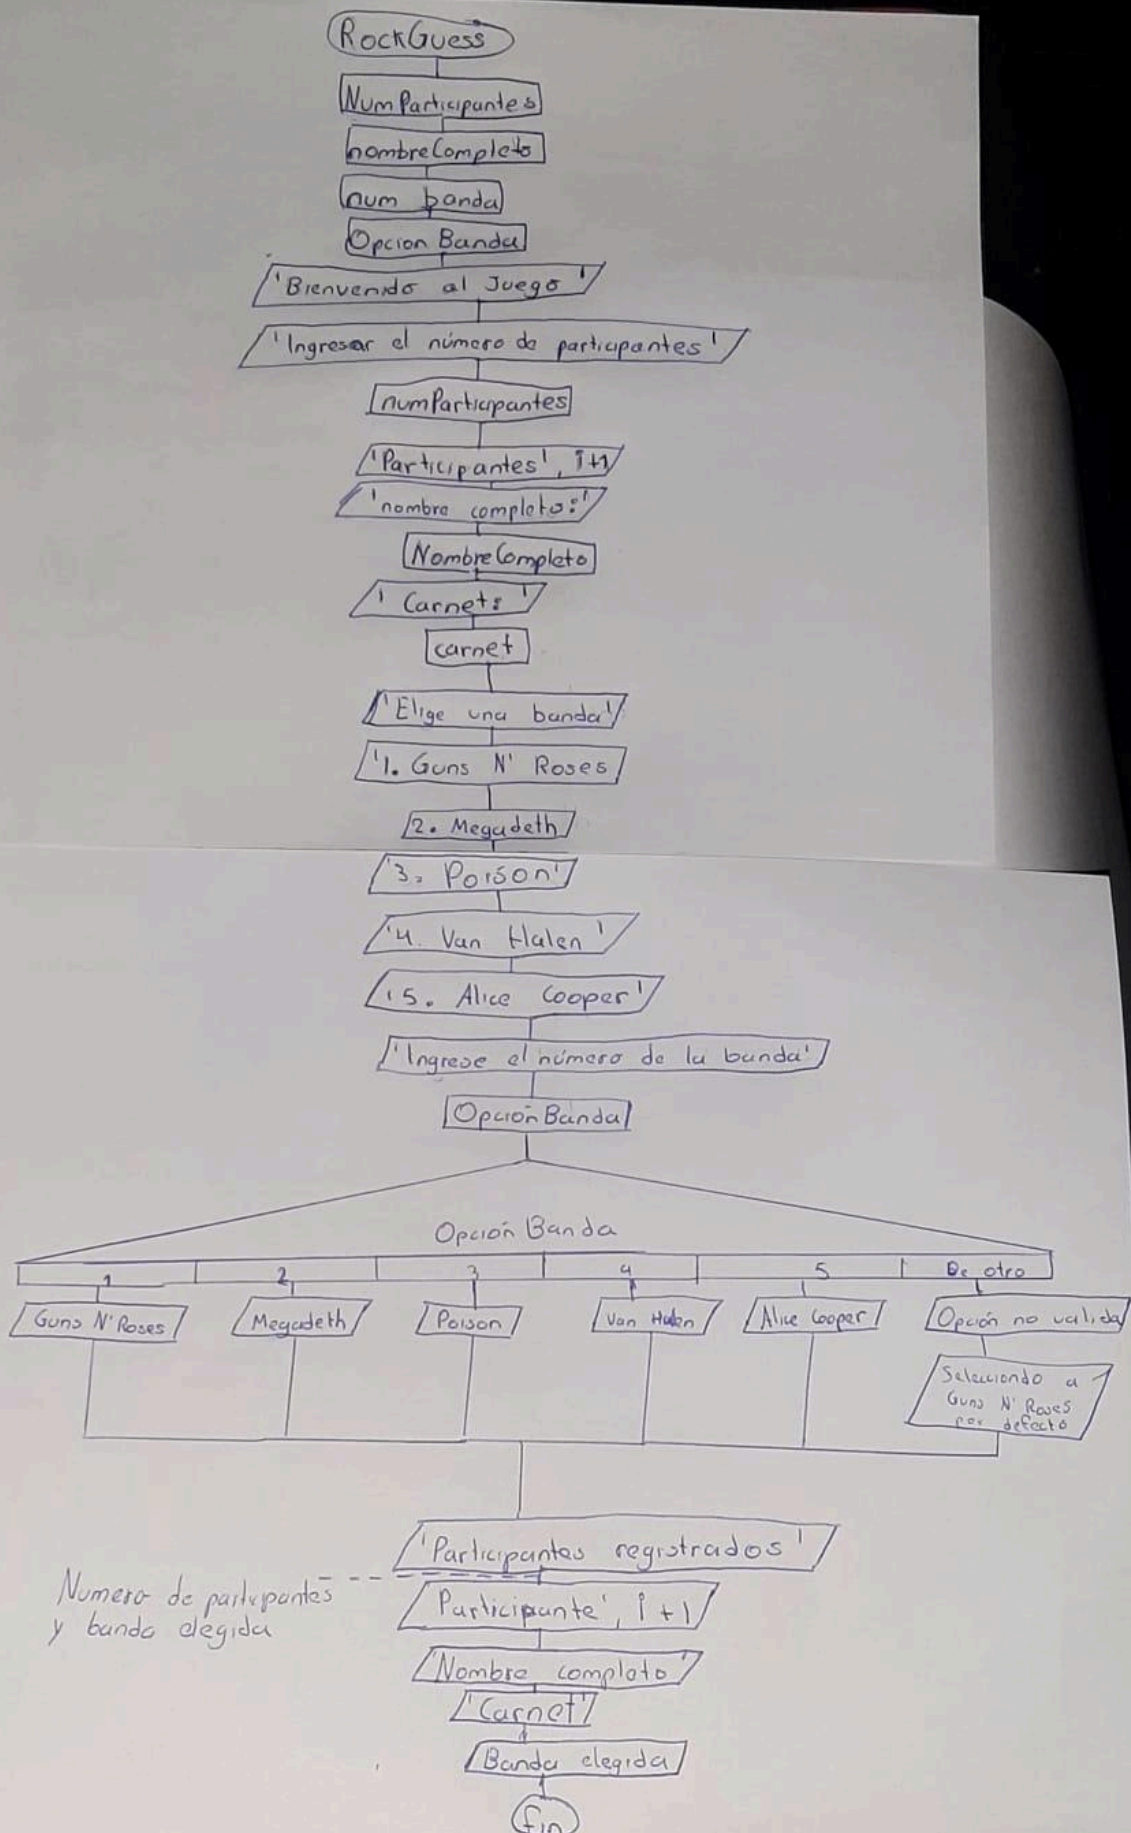 RockGuess
NumParticipantes
nombreCompleto
num banda
Opcion Banda
'Bienvenido al Juego'
'Ingresar el número de participantes'
numParticipantes
'Participantes', i+1
'nombre completo:'
NombreCompleto
'Carnet:'
carnet
'Elige una banda'
'1. Guns N' Roses
2. Megadeth
'3. Poison'
'4. Van Halen'
'5. Alice Cooper'
'Ingrese el número de la banda'
OpciónBanda
Opción Banda
1 2 3 4 5 De otro
Guns N' Roses Megadeth Poison Van Halen Alice Cooper Opción no valida
Selecciondo a
Guns N' Roses
por defecto
'Participantes registrados'
Numero de partipantes
y banda elegida
Participante', i+1
'Nombre completo'
'Carnet'
Banda elegida
fin